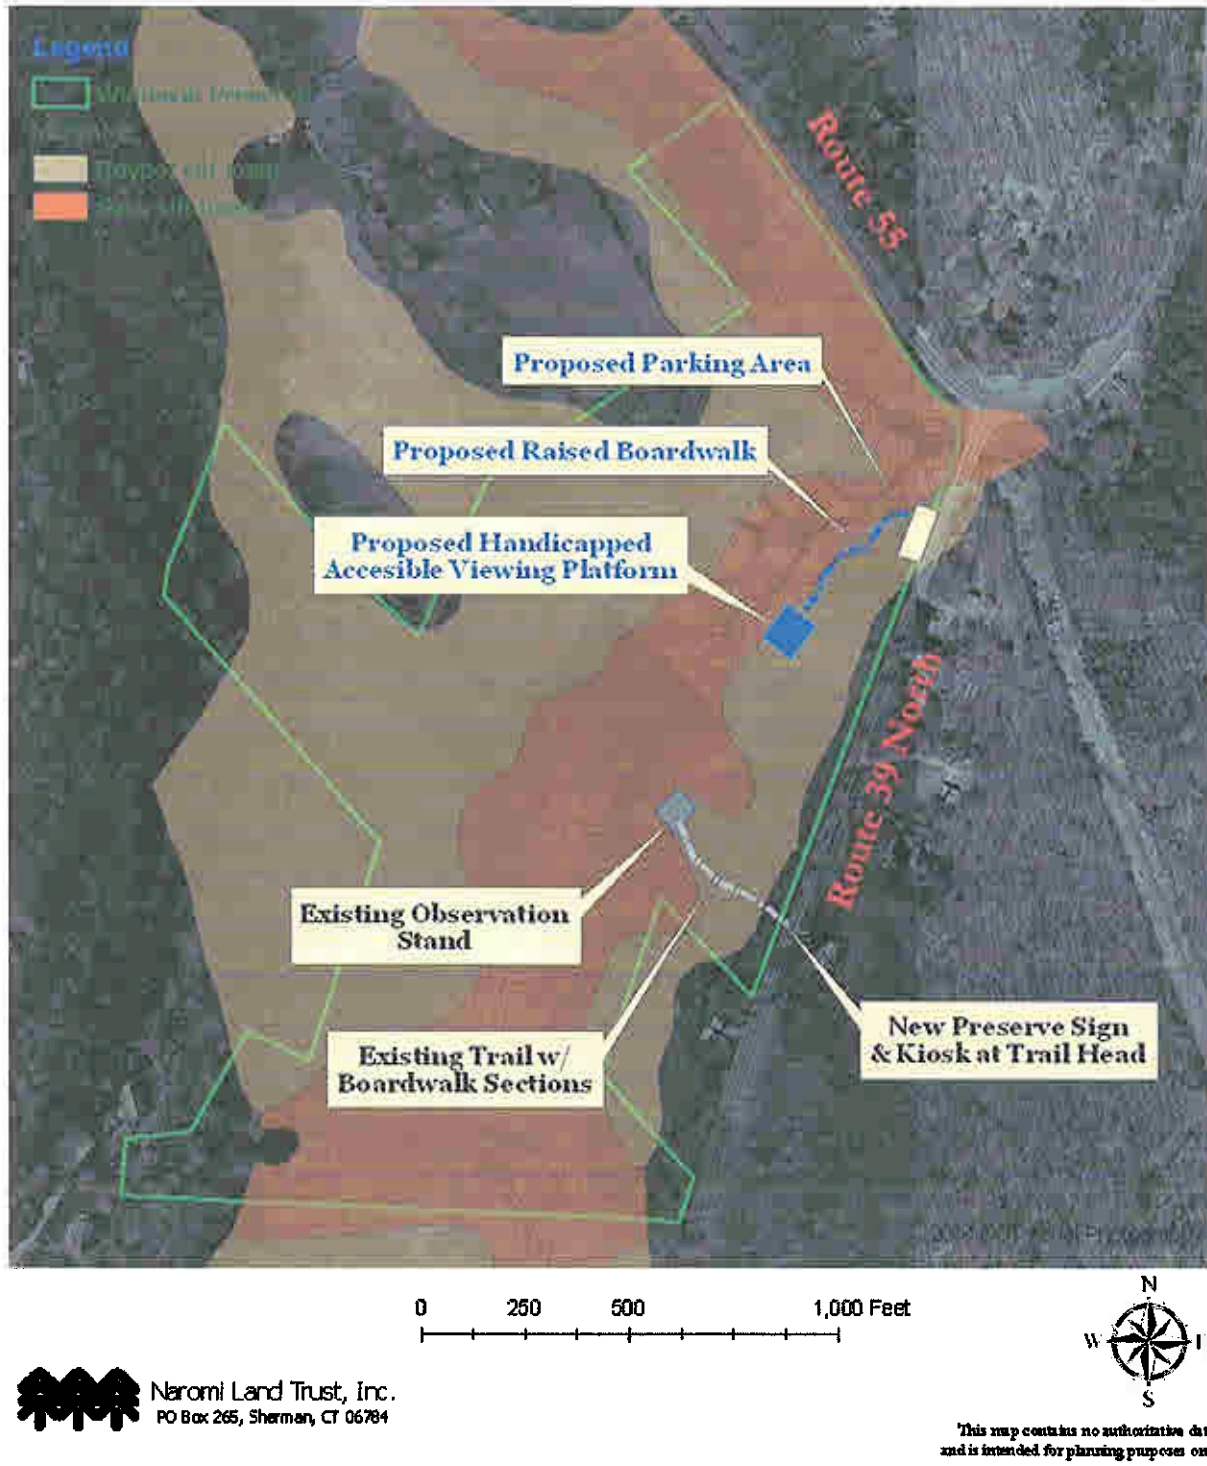 Legend
Route 55
Proposed Parking Area
Proposed Raised Boardwalk
Proposed Handicapped
Accesible Viewing Platform
Route 39 North
Existing Observation
Stand
New Preserve Sign
& Kiosk at Trail Head
Existing Trail w/
Boardwalk Sections
0 250 500 1,000 Feet
N
W
S
Naromi Land Trust, Inc.
PO Box 265, Sherman, CT 06784
This map contains no authoritative
and is intended for planning purposes